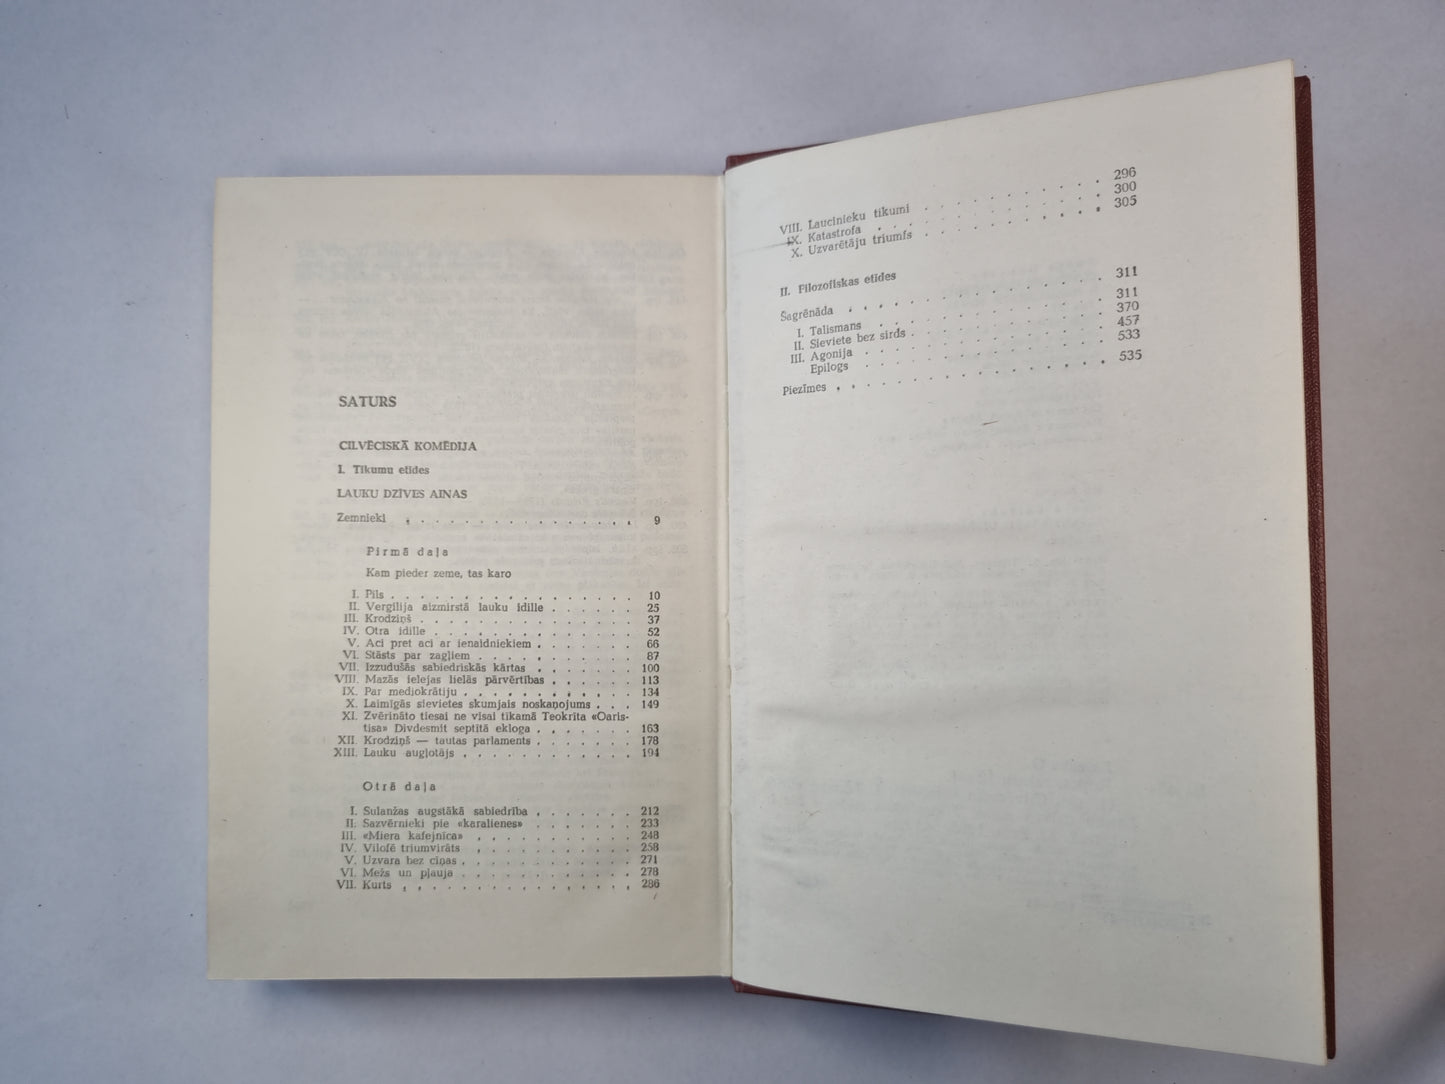 SATURS
CILVĒCISKĀ KOMĒDIJA
I. Tikumu etīdes
LAUKU DZĪVES AINAS
Zemnieki . . . . . . . . . . . . . . . . 9
Pirmā daļa
Kam pieder zeme, tas karo
I. Pils . . . . . . . . . . . . . . . . . 10
II. Vergīlija aizmirstā lauku idille . . . . . . 25
III. Krodziņš . . . . . . . . . . . . . . . 37
IV. Otra idille . . . . . . . . . . . . . . 52
V. Aci pret aci ar ienaidniekiem . . . . . . . 66
VI. Stāsts par zagļiem . . . . . . . . . . . 87
VII. Izzudušās sabiedriskās kārtas . . . . . . . 100
VIII. Mazās ielejas lielās pārvērtības . . . . . . 113
IX. Par mediokrātiju . . . . . . . . . . . . 134
X. Laimīgās sievietes skumjais noskaņojums . . . 149
XI. Zvērināto tiesai ne visai tīkamā Teokrita «Oaris-
tisa» Divdesmit septītā ekloga . . . . . . . 163
XII. Krodziņš — tautas parlaments . . . . . . . 178
XIII. Lauku augļotājs . . . . . . . . . . . . 194
Otrā daļa
I. Sulanžas augstākā sabiedrība . . . . . . . 212
II. Sazvērnieki pie «karalienes» . . . . . . . 233
III. «Miera kafejnīca» . . . . . . . . . . . 248
IV. Vilofē triumvirāts . . . . . . . . . . . . 258
V. Uzvara bez cīņas . . . . . . . . . . . . 271
VI. Mežs un pļauja . . . . . . . . . . . . 278
VII. Kurts . . . . . . . . . . . . . . . . 286
VIII. Laucinieku tikumi . . . . . . . . . . . 296
IX. Katastrofa . . . . . . . . . . . . . . 300
X. Uzvarētāju triumfs . . . . . . . . . . . 305
II. Filozofiskas etīdes
Šagrēnāda . . . . . . . . . . . . . . . 311
I. Talismans . . . . . . . . . . . . . . 311
II. Sieviete bez sirds . . . . . . . . . . . 370
III. Agonija . . . . . . . . . . . . . . . 457
Epilogs . . . . . . . . . . . . . . . 533
Piezīmes . . . . . . . . . . . . . . . . 535